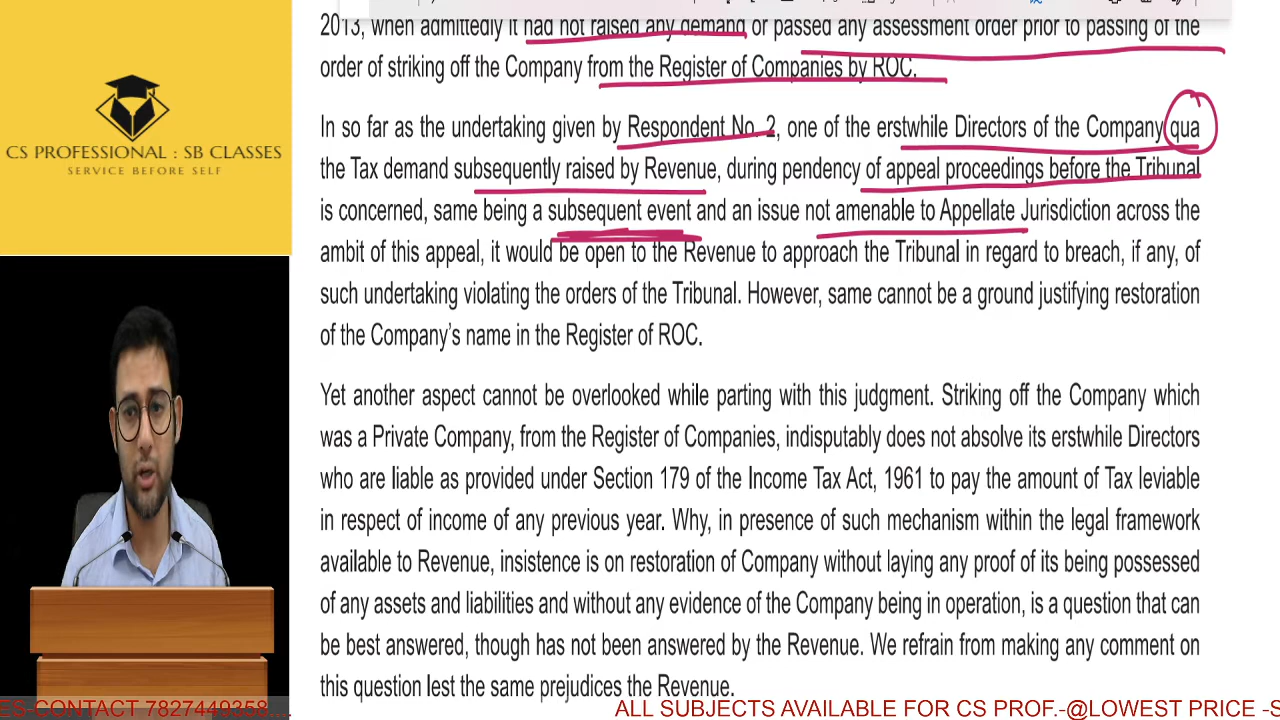 2013, when admittedly it had not raised any demand or passed any assessment order prior to passing of the
order of striking off the Company from the Register of Companies by ROC.
In so far as the undertaking given by Respondent No. 2, one of the erstwhile Directors of the Company qua
the Tax demand subsequently raised by Revenue, during pendency of appeal proceedings before the Tribunal
is concerned, same being a subsequent event and an issue not amenable to Appellate Jurisdiction across the
ambit of this appeal, it would be open to the Revenue to approach the Tribunal in regard to breach, if any, of
such undertaking violating the orders of the Tribunal. However, same cannot be a ground justifying restoration
of the Company's name in the Register of ROC.
Yet another aspect cannot be overlooked while parting with this judgment. Striking off the Company which
was a Private Company, from the Register of Companies, indisputably does not absolve its erstwhile Directors
who are liable as provided under Section 179 of the Income Tax Act, 1961 to pay the amount of Tax leviable
in respect of income of any previous year. Why, in presence of such mechanism within the legal framework
available to Revenue, insistence is on restoration of Company without laying any proof of its being possessed
of any assets and liabilities and without any evidence of the Company being in operation, is a question that can
be best answered, though has not been answered by the Revenue. We refrain from making any comment on
this question lest the same prejudices the Revenue.
CS PROFESSIONAL : SB CLASSES
SERVICE BEFORE SELF
ES-CONTACT 7827449358.... ALL SUBJECTS AVAILABLE FOR CS PROF.-@LOWEST PRICE -S